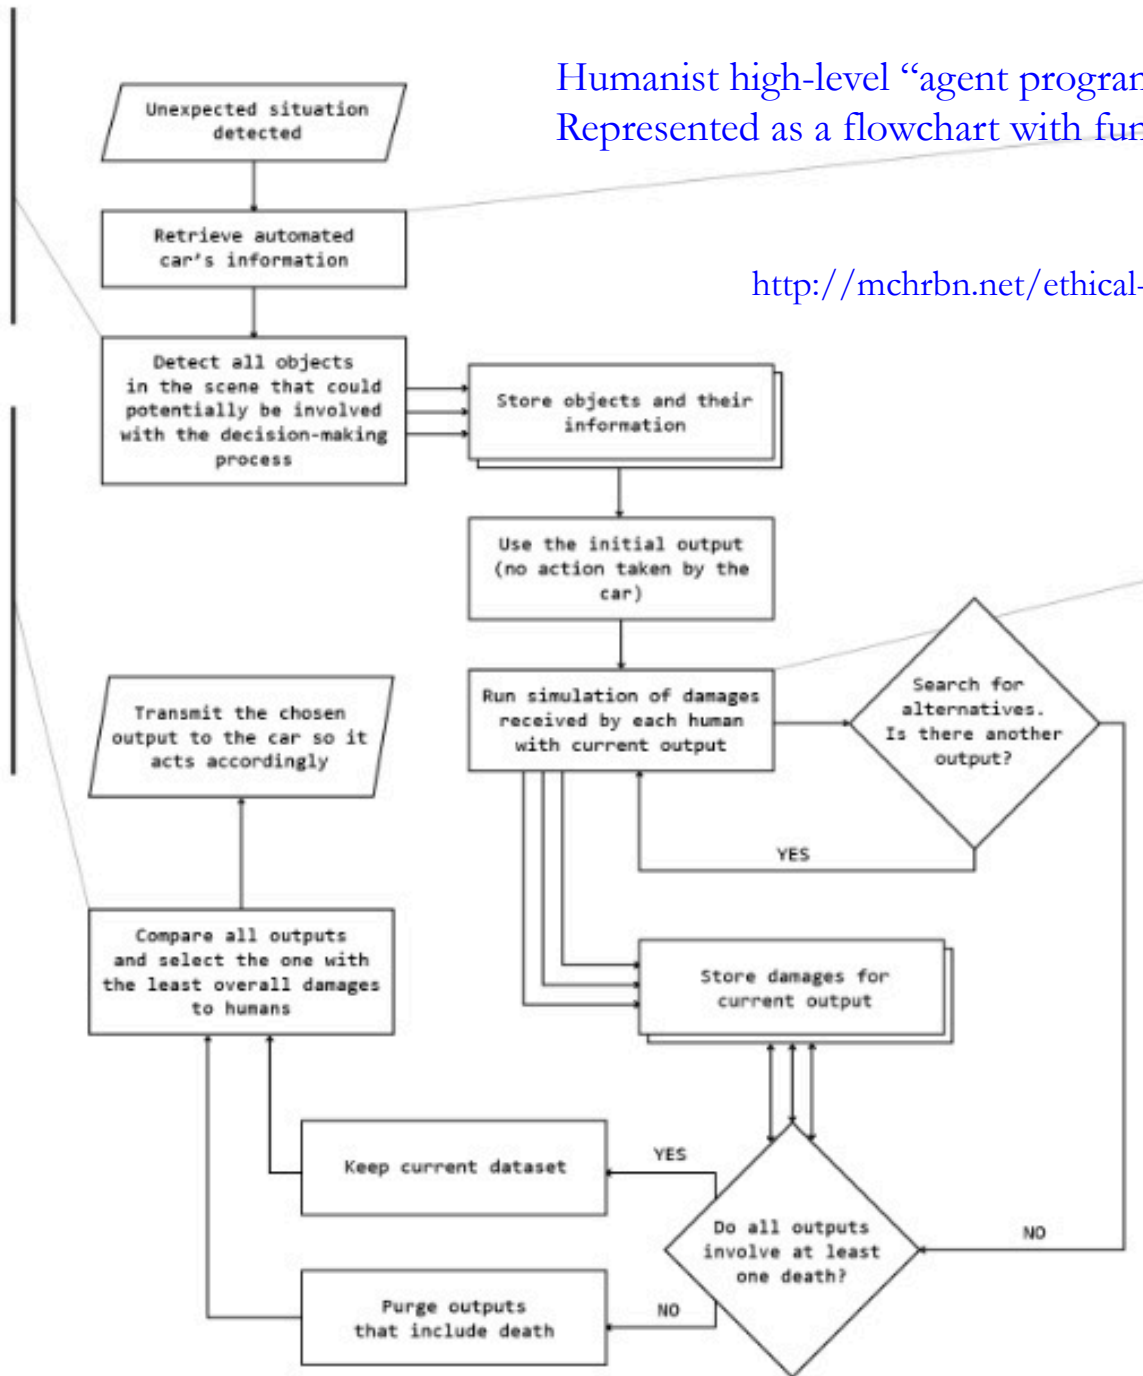 Humanist high-level “agent program
Represented as a flowchart with fun
http://mchrbn.net/ethical-
Unexpected situation
detected
Retrieve automated
car's information
Detect all objects
in the scene that could
potentially be involved
with the decision-making
process
Store objects and their
information
Use the initial output
(no action taken by the
car)
Run simulation of damages
received by each human
with current output
Search for
alternatives.
Is there another
output?
YES
NO
Store damages for
current output
Do all outputs
involve at least
one death?
YES
Keep current dataset
NO
Purge outputs
that include death
Compare all outputs
and select the one with
the least overall damages
to humans
Transmit the chosen
output to the car so it
acts accordingly